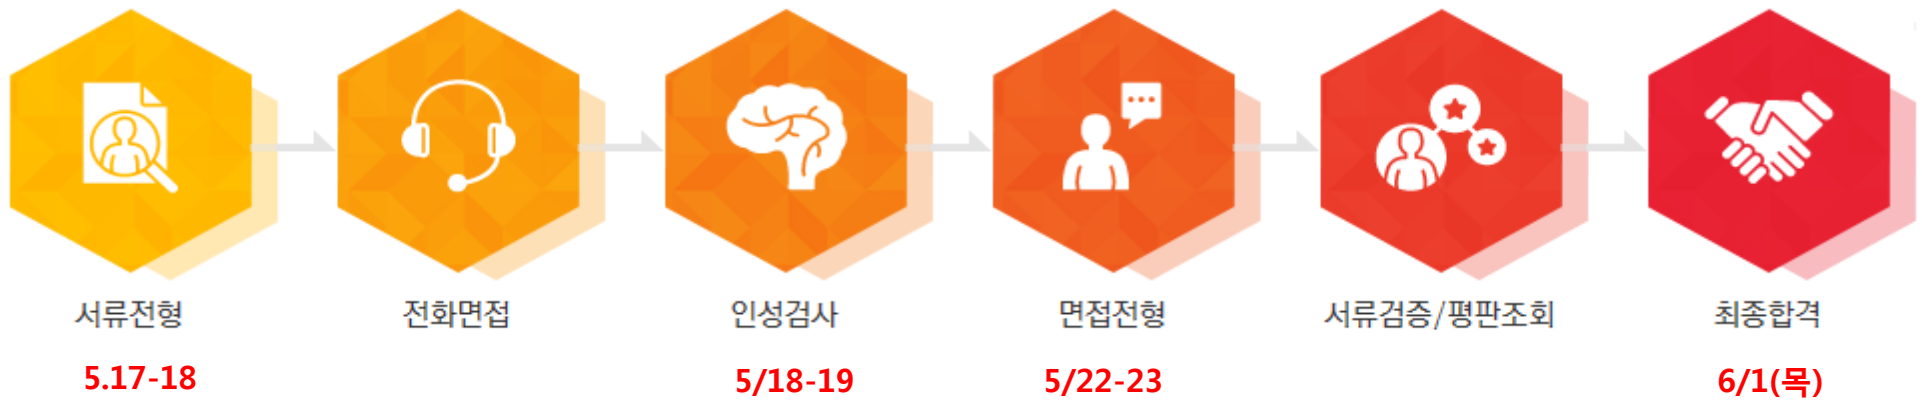 서류전형
전화면접
인성검사
면접전형
서류검증/평판조회
최종합격
5.17-18
5/18-19
5/22-23
6/1(목)